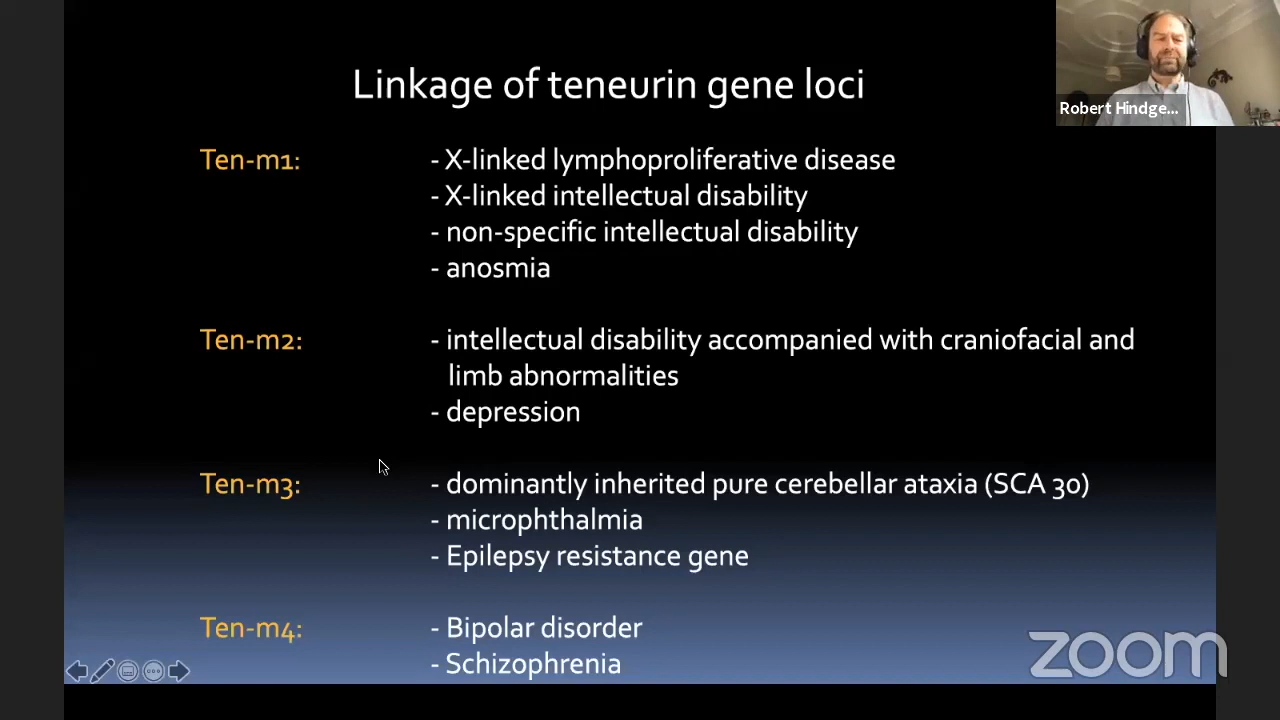 Linkage of teneurin gene loci
Robert Hindge...
Ten-m1: - X-linked lymphoproliferative disease
- X-linked intellectual disability
- non-specific intellectual disability
- anosmia
Ten-m2: - intellectual disability accompanied with craniofacial and
limb abnormalities
- depression
Ten-m3: - dominantly inherited pure cerebellar ataxia (SCA 30)
- microphthalmia
- Epilepsy resistance gene
Ten-m4: - Bipolar disorder
- Schizophrenia
zoom